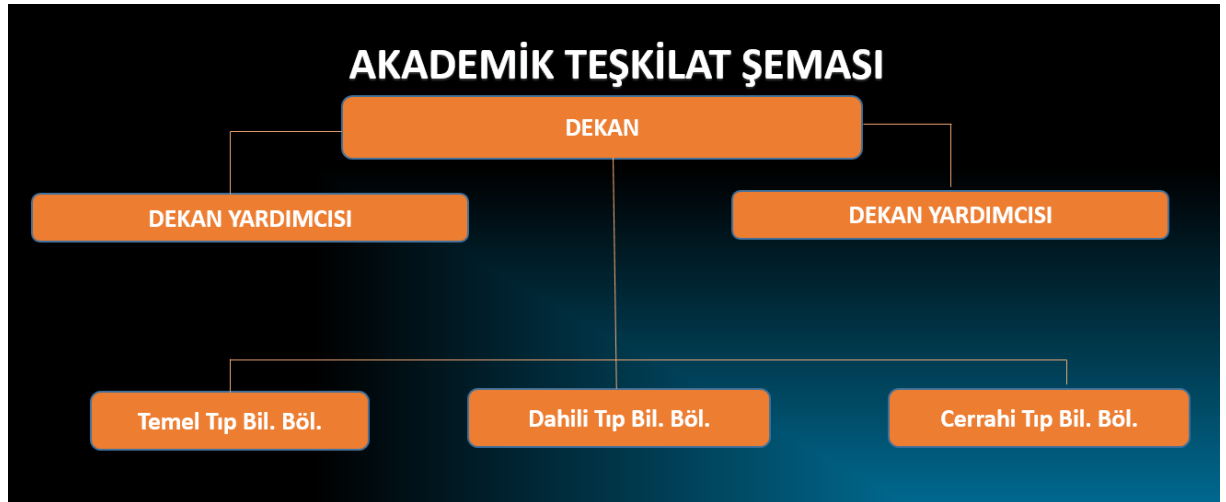 AKADEMİK TEŞKİLAT ŞEMASI
DEKAN
DEKAN YARDIMCISI
DEKAN YARDIMCISI
Temel Tıp Bil. Böl.
Dahili Tıp Bil. Böl.
Cerrahi Tıp Bil. Böl.